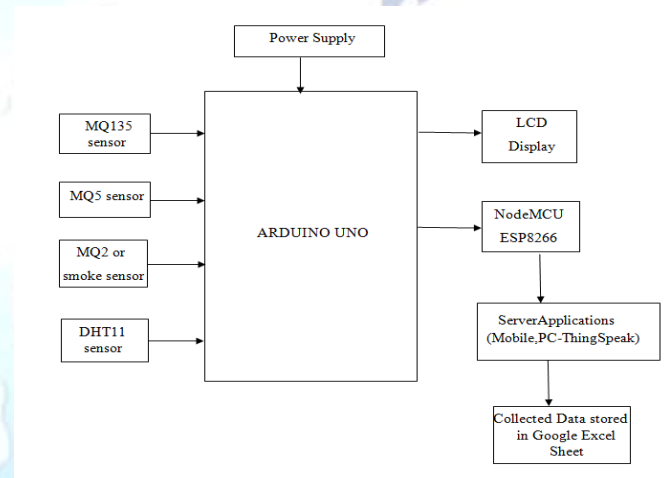 Power Supply
MQ135
sensor
MQ5 sensor
MQ2 or
smoke sensor
DHT11
sensor
ARDUINO UNO
LCD
Display
NodeMCU
ESP8266
ServerApplications
(Mobile,PC-ThingSpeak)
Collected Data stored
in Google Excel
Sheet